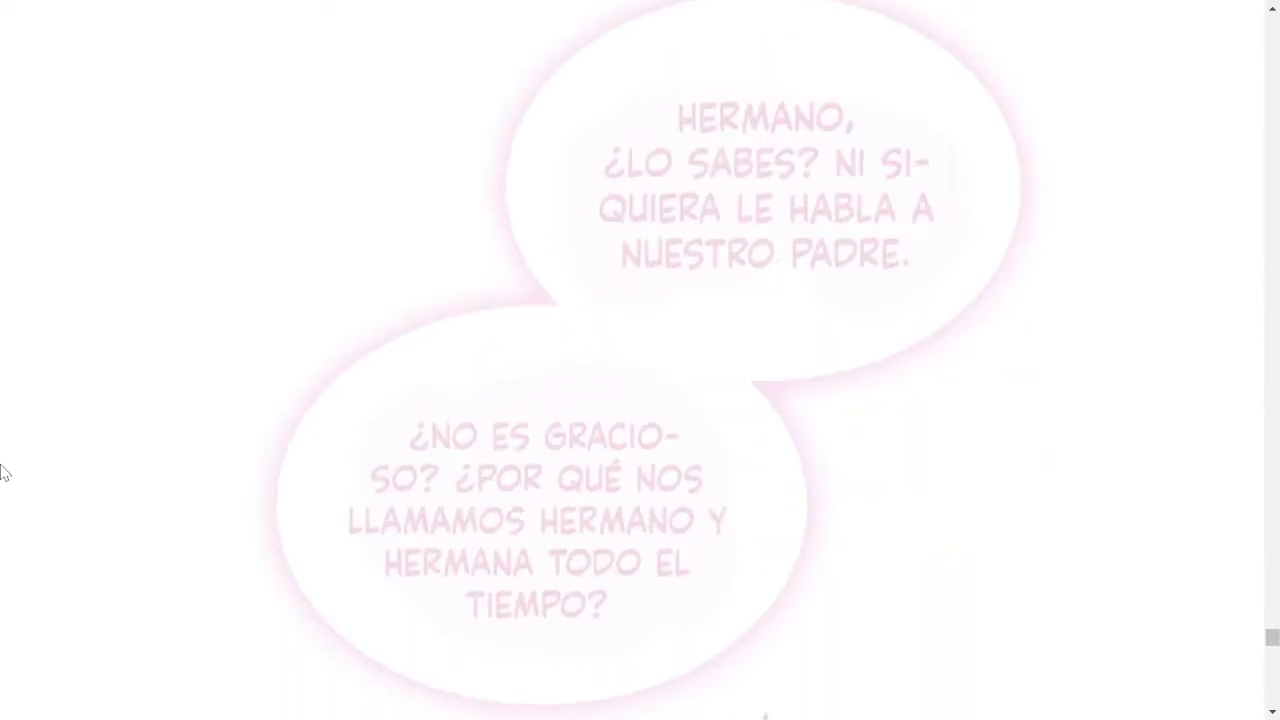 HERMANO,
¿LO SABES? NI SI-
QUIERA LE HABLA A
NUESTRO PADRE.
¿NO ES GRACIO-
SO? ¿POR QUÉ NOS
LLAMAMOS HERMANO Y
HERMANA TODO EL
TIEMPO?